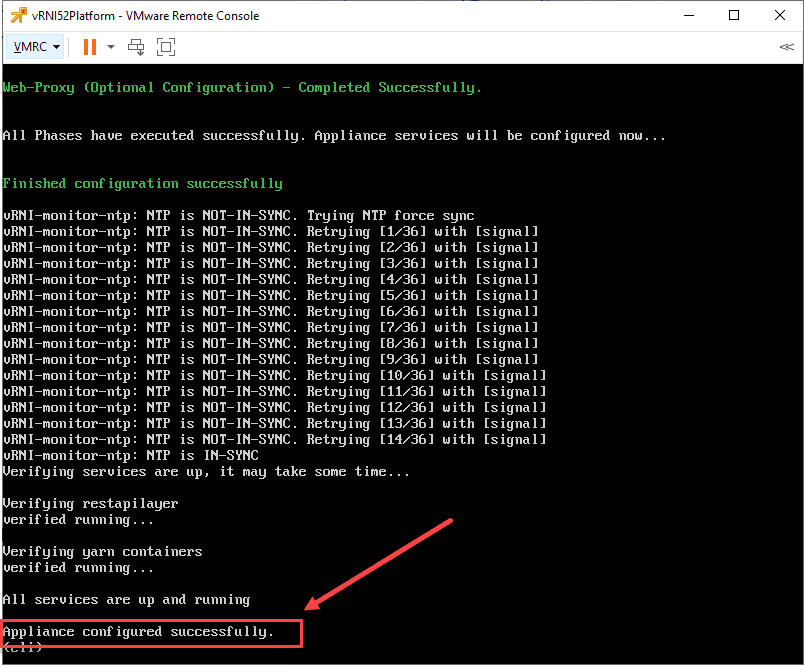 vRNI52Platform - VMware Remote Console
VMRC
Web-Proxy (Optional Configuration) - Completed Successfully.
All Phases have executed successfully. Appliance services will be configured now...
Finished configuration successfully
vRNI-monitor-ntp: NTP is NOT-IN-SYNC. Trying NTP force sync
vRNI-monitor-ntp: NTP is NOT-IN-SYNC. Retrying [1/36] with [signal]
vRNI-monitor-ntp: NTP is NOT-IN-SYNC. Retrying [2/36] with [signal]
vRNI-monitor-ntp: NTP is NOT-IN-SYNC. Retrying [3/36] with [signal]
vRNI-monitor-ntp: NTP is NOT-IN-SYNC. Retrying [4/36] with [signal]
vRNI-monitor-ntp: NTP is NOT-IN-SYNC. Retrying [5/36] with [signal]
vRNI-monitor-ntp: NTP is NOT-IN-SYNC. Retrying [6/36] with [signal]
vRNI-monitor-ntp: NTP is NOT-IN-SYNC. Retrying [7/36] with [signal]
vRNI-monitor-ntp: NTP is NOT-IN-SYNC. Retrying [8/36] with [signal]
vRNI-monitor-ntp: NTP is NOT-IN-SYNC. Retrying [9/36] with [signal]
vRNI-monitor-ntp: NTP is NOT-IN-SYNC. Retrying [10/36] with [signal]
vRNI-monitor-ntp: NTP is NOT-IN-SYNC. Retrying [11/36] with [signal]
vRNI-monitor-ntp: NTP is NOT-IN-SYNC. Retrying [12/36] with [signal]
vRNI-monitor-ntp: NTP is NOT-IN-SYNC. Retrying [13/36] with [signal]
vRNI-monitor-ntp: NTP is NOT-IN-SYNC. Retrying [14/36] with [signal]
vRNI-monitor-ntp: NTP is IN-SYNC
Verifying services are up, it may take some time...
Verifying restapilayer
verified running...
Verifying yarn containers
verified running...
All services are up and running
Appliance configured successfully.
(cli)